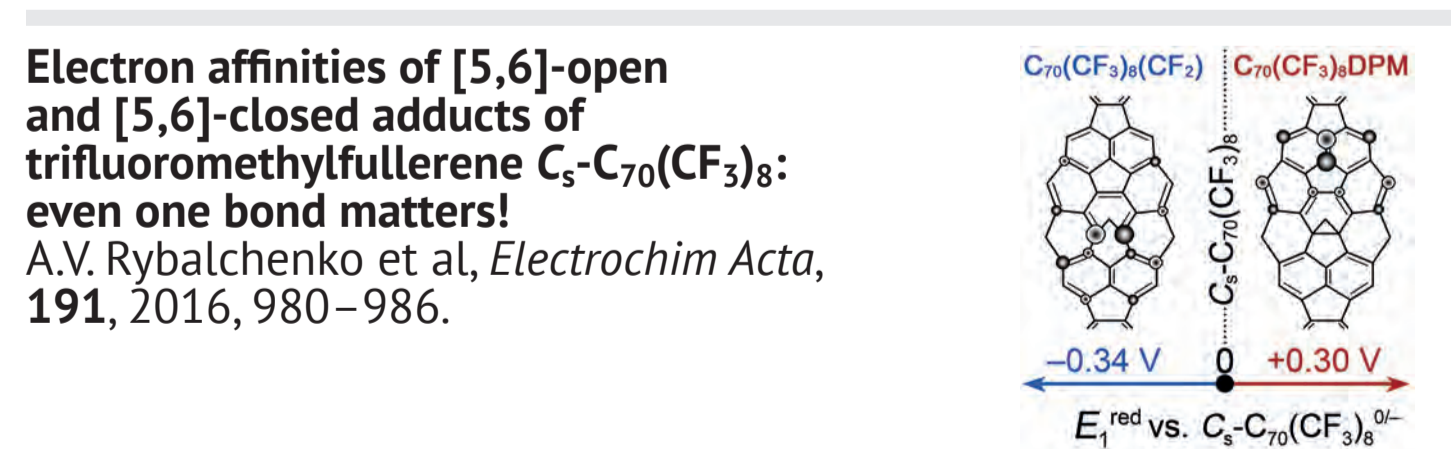 Electron affinities of [5,6]-open
and [5,6]-closed adducts of
trifluoromethylfullerene Cₛ-C₇₀(CF₃)₈:
even one bond matters!
A.V. Rybalchenko et al, Electrochim Acta,
191, 2016, 980–986.
C₇₀(CF₃)₈(CF₂)
C₇₀(CF₃)₈DPM
Cₛ-C₇₀(CF₃)₈
–0.34 V
0
+0.30 V
E₁ʳᵉᵈ vs. Cₛ-C₇₀(CF₃)₈⁰ᐟ⁻